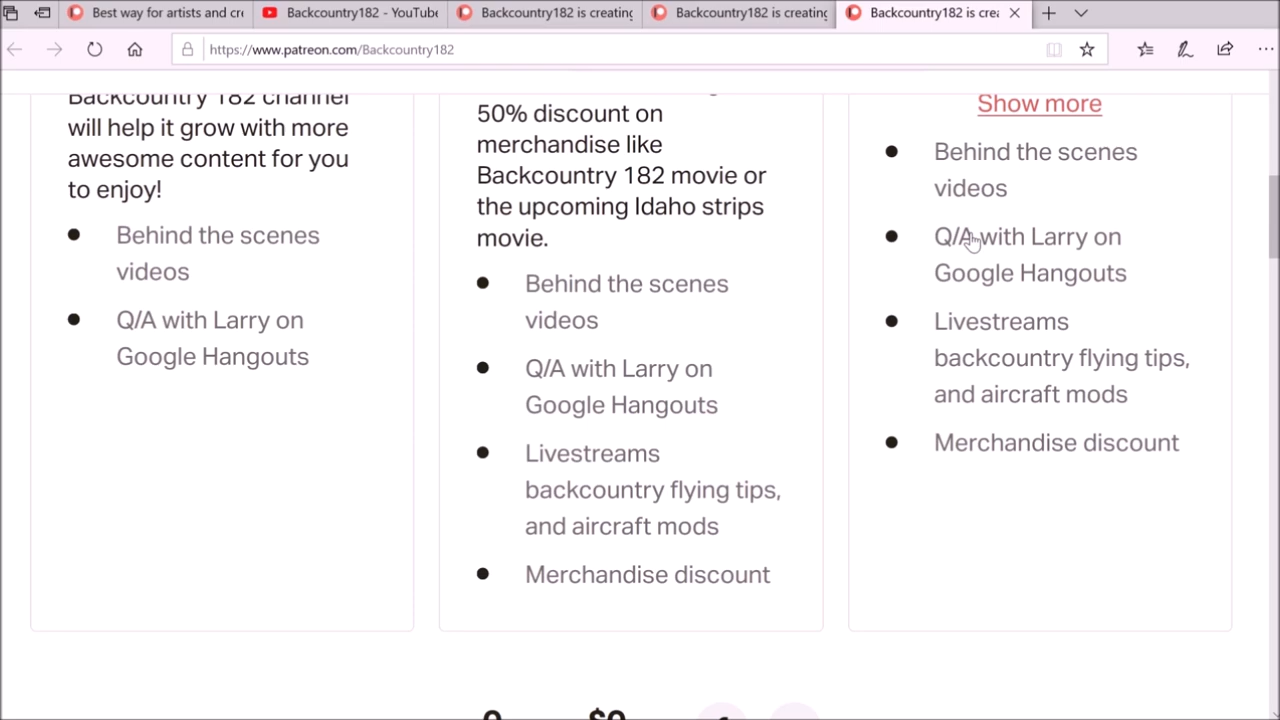 Best way for artists and cr
Backcountry182 - YouTube
Backcountry182 is creating
Backcountry182 is creating
Backcountry182 is crea
https://www.patreon.com/Backcountry182
Backcountry 182 channel
will help it grow with more
awesome content for you
to enjoy!
Behind the scenes
videos
Q/A with Larry on
Google Hangouts
50% discount on
merchandise like
Backcountry 182 movie or
the upcoming Idaho strips
movie.
Behind the scenes
videos
Q/A with Larry on
Google Hangouts
Livestreams
backcountry flying tips,
and aircraft mods
Merchandise discount
Show more
Behind the scenes
videos
Q/A with Larry on
Google Hangouts
Livestreams
backcountry flying tips,
and aircraft mods
Merchandise discount
0 $0